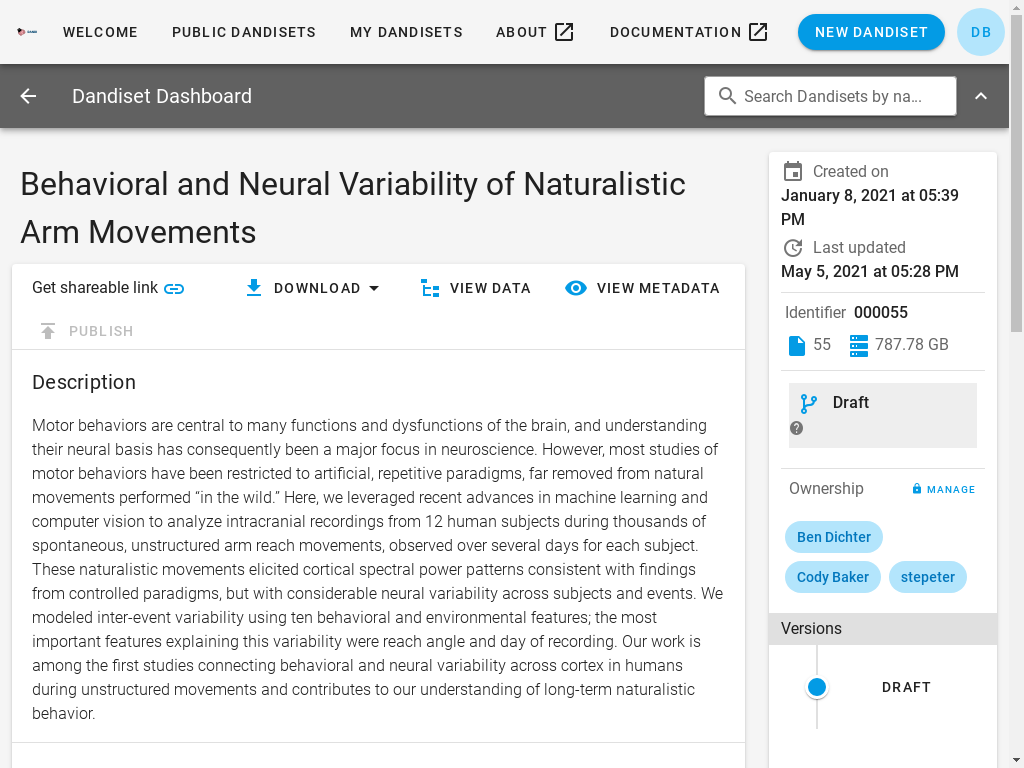 WELCOME PUBLIC DANDISETS MY DANDISETS ABOUT DOCUMENTATION NEW DANDISET DB
Dandiset Dashboard Search Dandisets by na...
Behavioral and Neural Variability of Naturalistic
Arm Movements
Get shareable link DOWNLOAD VIEW DATA VIEW METADATA
PUBLISH
Description
Motor behaviors are central to many functions and dysfunctions of the brain, and understanding
their neural basis has consequently been a major focus in neuroscience. However, most studies of
motor behaviors have been restricted to artificial, repetitive paradigms, far removed from natural
movements performed “in the wild.” Here, we leveraged recent advances in machine learning and
computer vision to analyze intracranial recordings from 12 human subjects during thousands of
spontaneous, unstructured arm reach movements, observed over several days for each subject.
These naturalistic movements elicited cortical spectral power patterns consistent with findings
from controlled paradigms, but with considerable neural variability across subjects and events. We
modeled inter-event variability using ten behavioral and environmental features; the most
important features explaining this variability were reach angle and day of recording. Our work is
among the first studies connecting behavioral and neural variability across cortex in humans
during unstructured movements and contributes to our understanding of long-term naturalistic
behavior.
Created on
January 8, 2021 at 05:39
PM
Last updated
May 5, 2021 at 05:28 PM
Identifier 000055
55 787.78 GB
Draft
Ownership MANAGE
Ben Dichter
Cody Baker stepeter
Versions
DRAFT